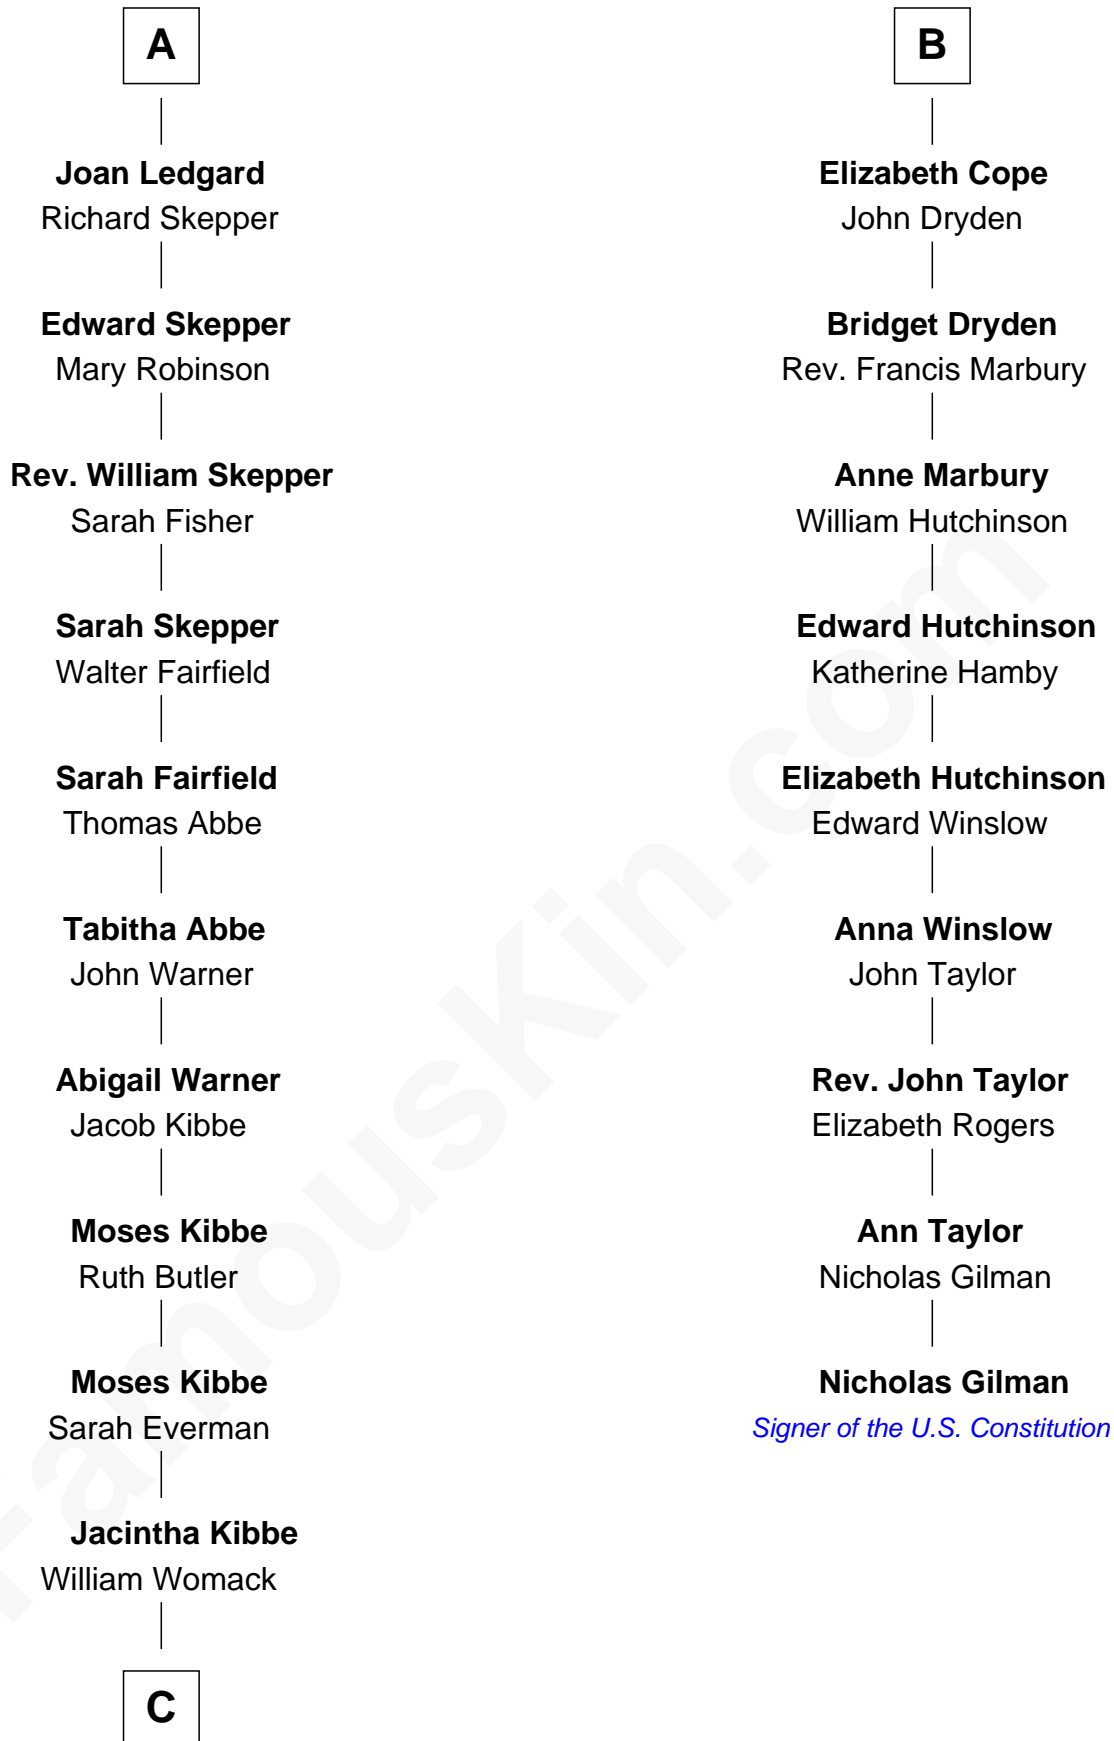 A
Joan Ledgard
Richard Skepper
Edward Skepper
Mary Robinson
Rev. William Skepper
Sarah Fisher
Sarah Skepper
Walter Fairfield
Sarah Fairfield
Thomas Abbe
Tabitha Abbe
John Warner
Abigail Warner
Jacob Kibbe
Moses Kibbe
Ruth Butler
Moses Kibbe
Sarah Everman
Jacintha Kibbe
William Womack
C
B
Elizabeth Cope
John Dryden
Bridget Dryden
Rev. Francis Marbury
Anne Marbury
William Hutchinson
Edward Hutchinson
Katherine Hamby
Elizabeth Hutchinson
Edward Winslow
Anna Winslow
John Taylor
Rev. John Taylor
Elizabeth Rogers
Ann Taylor
Nicholas Gilman
Nicholas Gilman
Signer of the U.S. Constitution
FamousKin.com